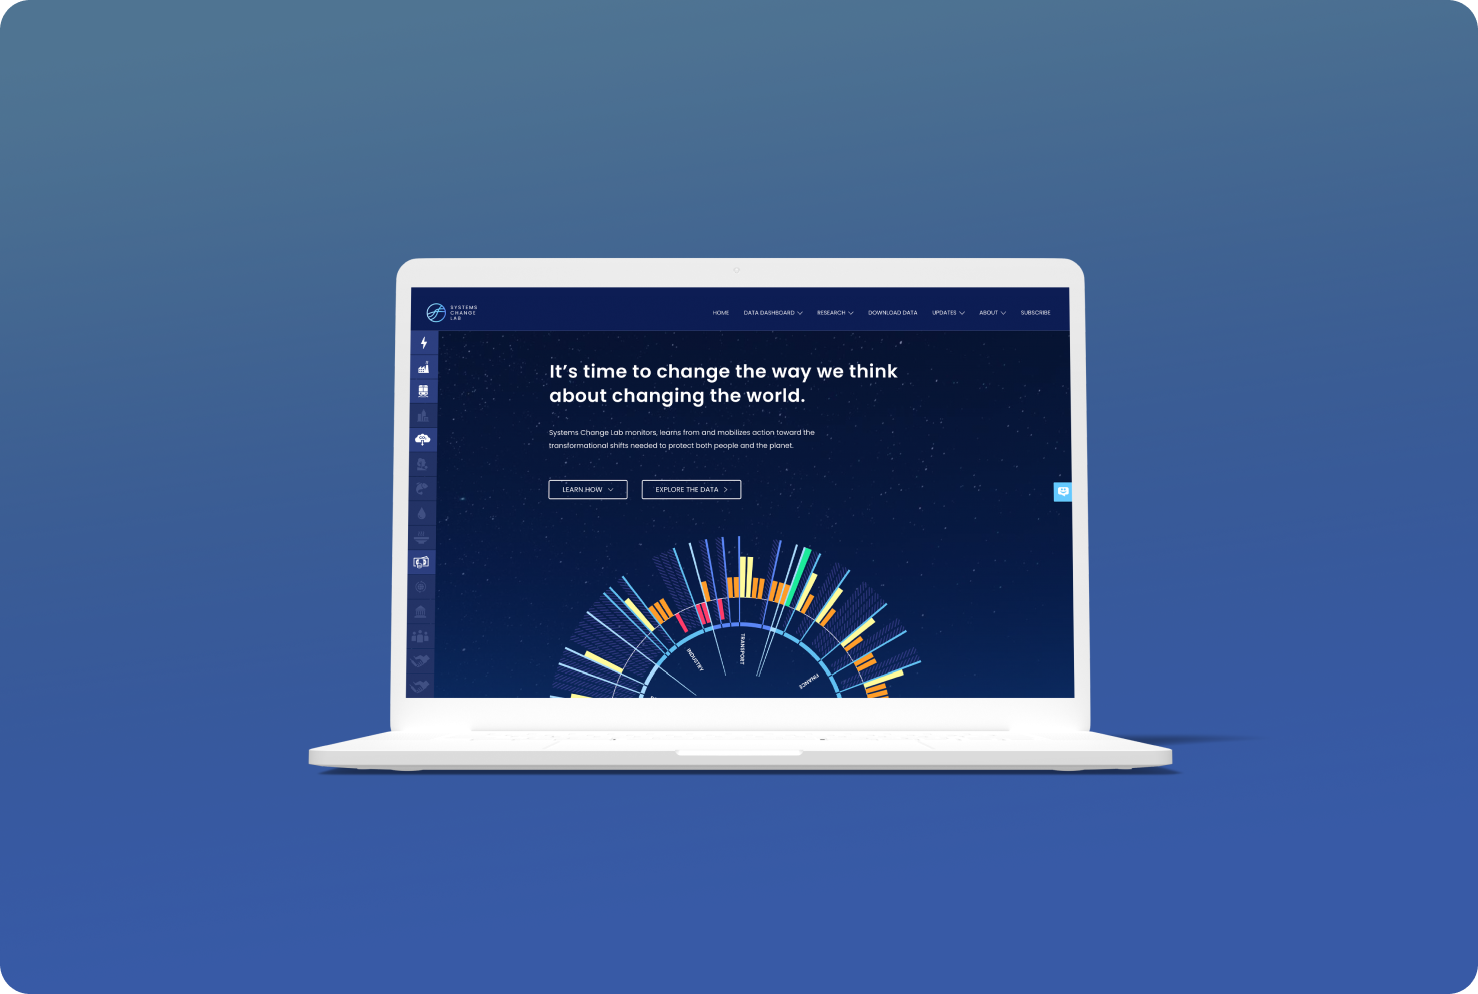 SYSTEMS
CHANGE
LAB
HOME
DATA DASHBOARD
RESEARCH
DOWNLOAD DATA
UPDATES
ABOUT
SUBSCRIBE
It’s time to change the way we think
about changing the world.
Systems Change Lab monitors, learns from and mobilizes action toward the
transformational shifts needed to protect both people and the planet.
LEARN HOW
EXPLORE THE DATA
INDUSTRY
TRANSPORT
FINANCE